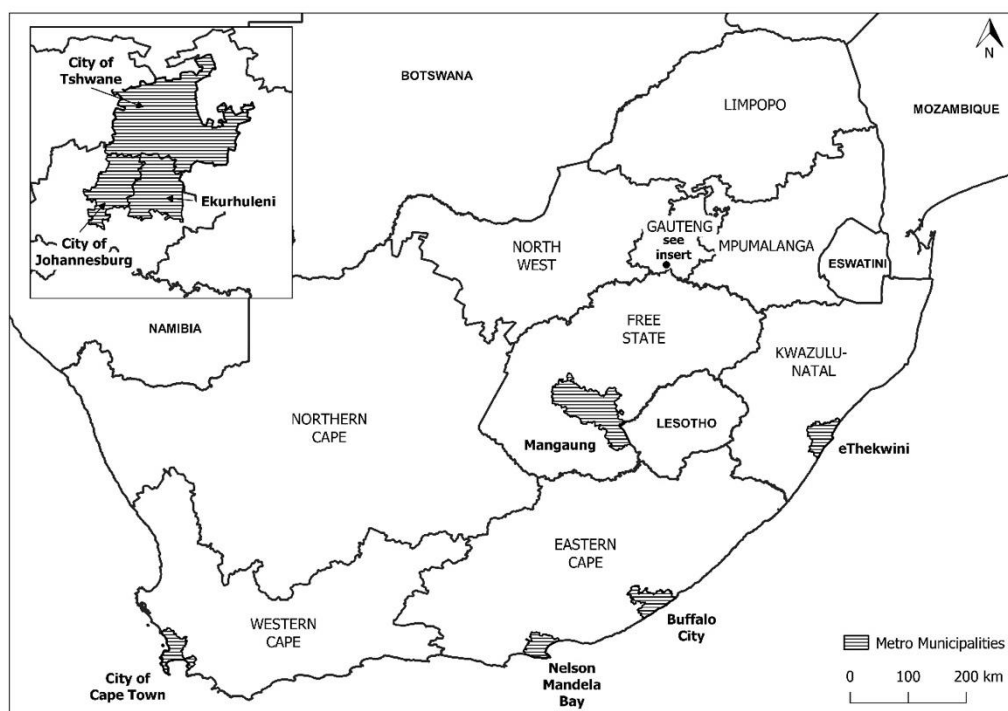 City of
Tshwane
Ekurhuleni
City of
Johannesburg
N
BOTSWANA
LIMPOPO
MOZAMBIQUE
GAUTENG
see
insert
NORTH
WEST
MPUMALANGA
ESWATINI
NAMIBIA
FREE
STATE
KWAZULU-
NATAL
NORTHERN
CAPE
LESOTHO
Mangaung
eThekwini
EASTERN
CAPE
WESTERN
CAPE
Buffalo
City
City of
Cape Town
Nelson
Mandela
Bay
Metro Municipalities
0 100 200 km